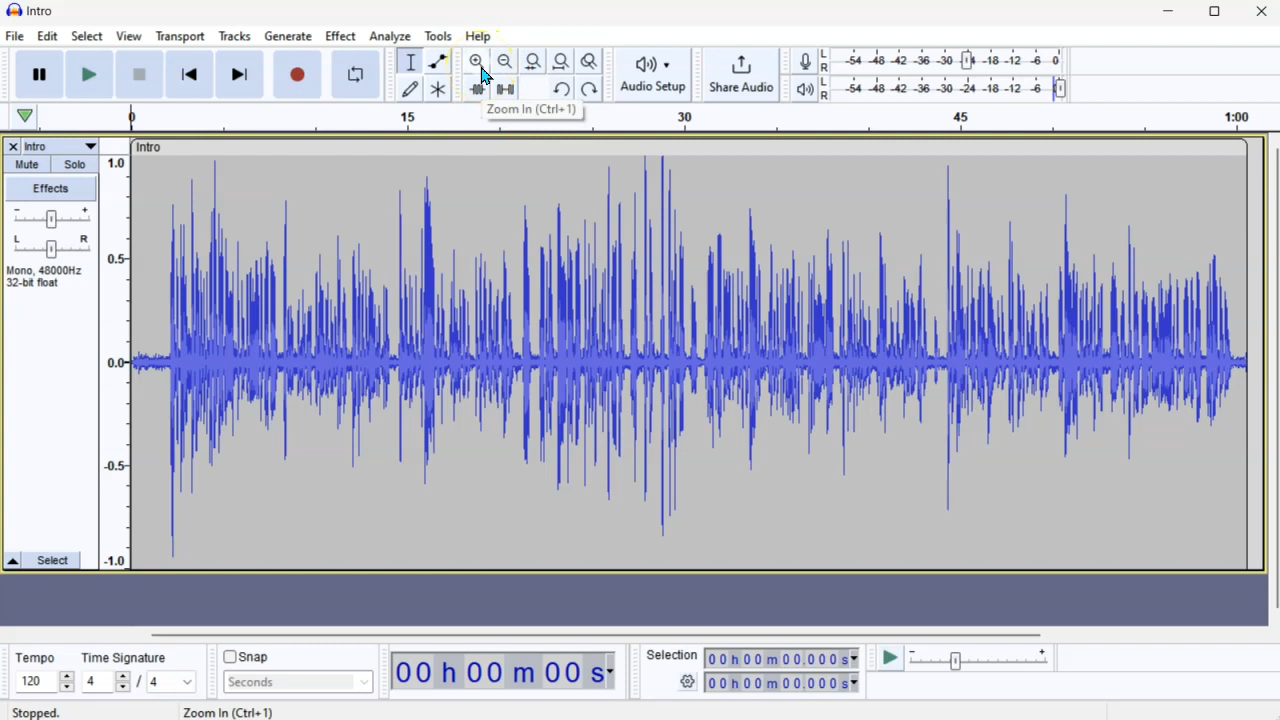 Intro
File Edit Select View Transport Tracks Generate Effect Analyze Tools Help
Audio Setup
Share Audio
L
R
-54 -48 -42 -36 -30 -18 -12 -6 0
L
R
-54 -48 -42 -36 -30 -24 -18 -12 -6
Zoom In (Ctrl+1)
0 15 30 45 1:00
Intro
Mute Solo
Effects
- +
L R
Mono, 48000Hz
32-bit float
Select
Intro
1.0
0.5
0.0
-0.5
-1.0
Tempo
120
Time Signature
4 / 4
Snap
Seconds
00 h 00 m 00 s
Selection
00 h 00 m 00.000 s
00 h 00 m 00.000 s
- +
Stopped.
Zoom In (Ctrl+1)